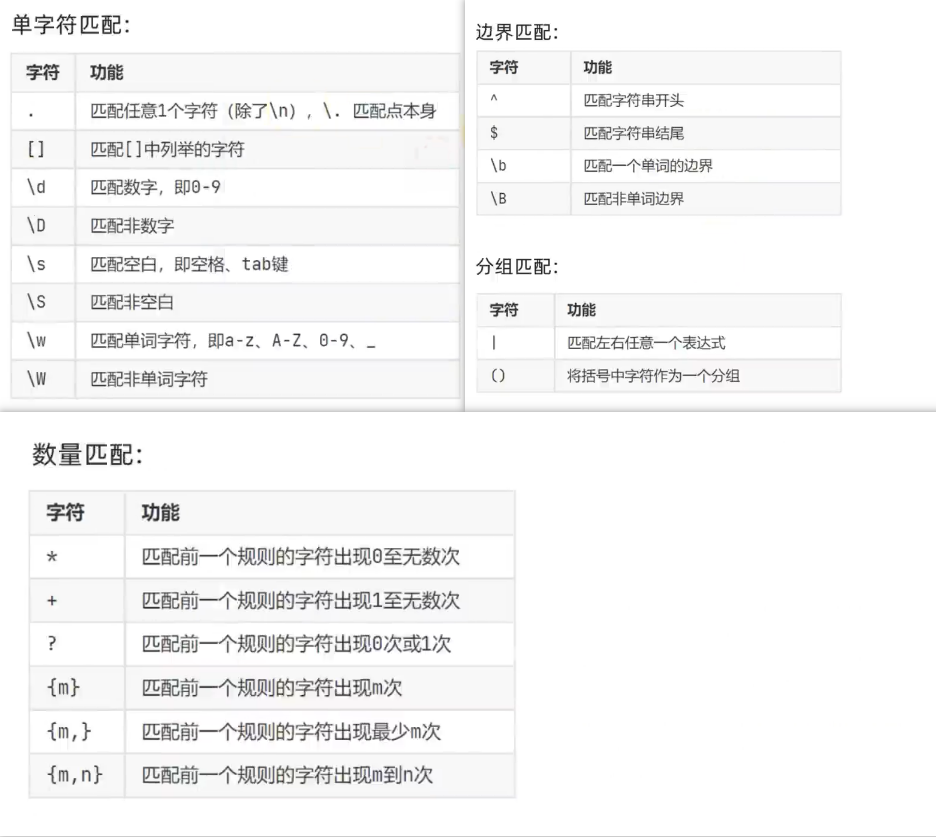 单字符匹配：
字符 功能
. 匹配任意1个字符（除了\n），\. 匹配点本身
[] 匹配[]中列举的字符
\d 匹配数字，即0-9
\D 匹配非数字
\s 匹配空白，即空格、tab键
\S 匹配非空白
\w 匹配单词字符，即a-z、A-Z、0-9、_
\W 匹配非单词字符
边界匹配：
字符 功能
^ 匹配字符串开头
$ 匹配字符串结尾
\b 匹配一个单词的边界
\B 匹配非单词边界
分组匹配：
字符 功能
| 匹配左右任意一个表达式
() 将括号中字符作为一个分组
数量匹配：
字符 功能
* 匹配前一个规则的字符出现0至无数次
+ 匹配前一个规则的字符出现1至无数次
? 匹配前一个规则的字符出现0次或1次
{m} 匹配前一个规则的字符出现m次
{m,} 匹配前一个规则的字符出现最少m次
{m,n} 匹配前一个规则的字符出现m到n次